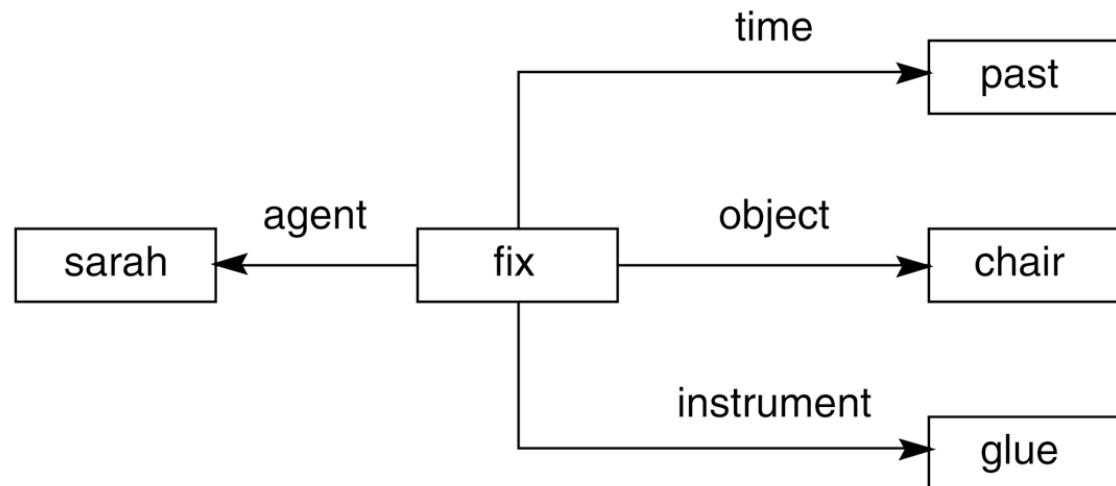 time
past
agent
object
sarah
fix
chair
instrument
glue